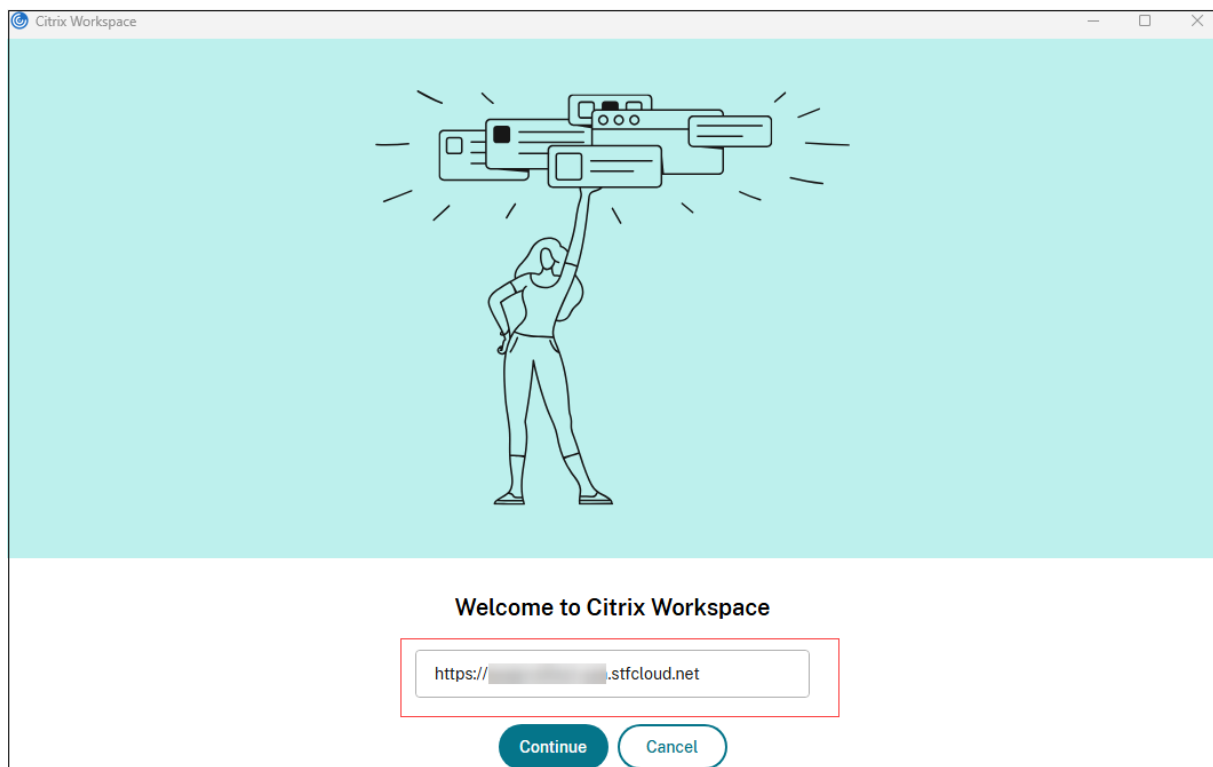 Citrix Workspace
Welcome to Citrix Workspace
https:// .stfcloud.net
Continue
Cancel